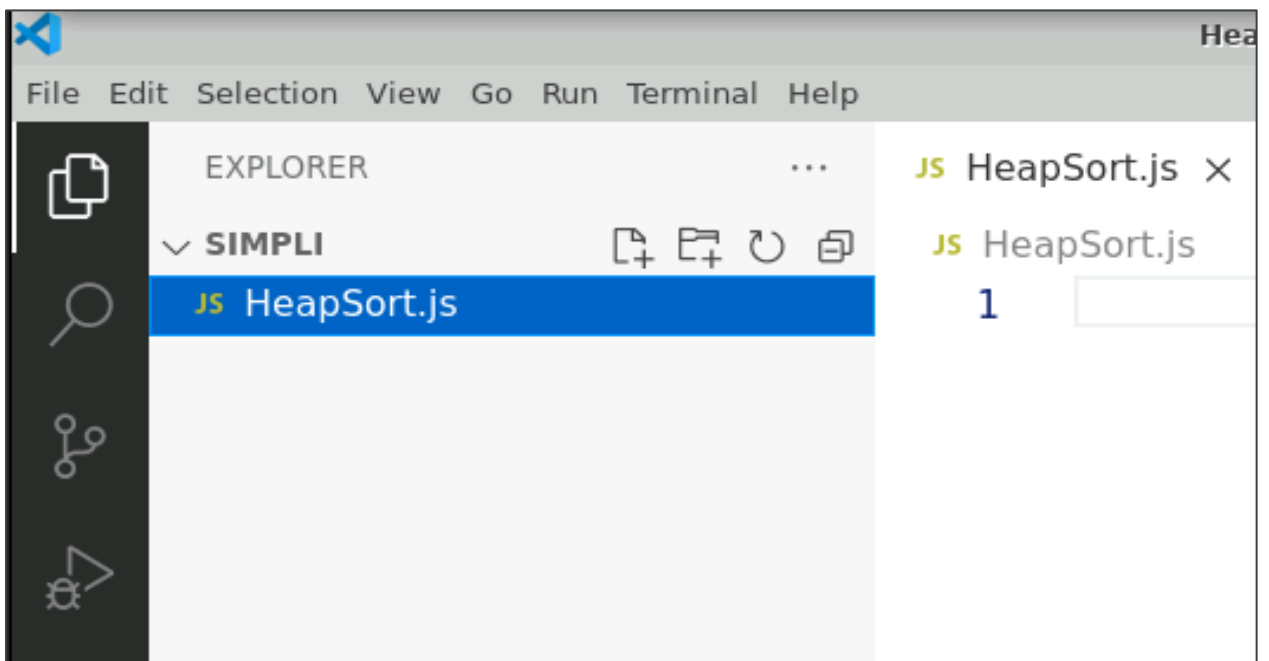 Hea
File Edit Selection View Go Run Terminal Help
EXPLORER ...
JS HeapSort.js ×
SIMPLI
JS HeapSort.js
JS HeapSort.js
1